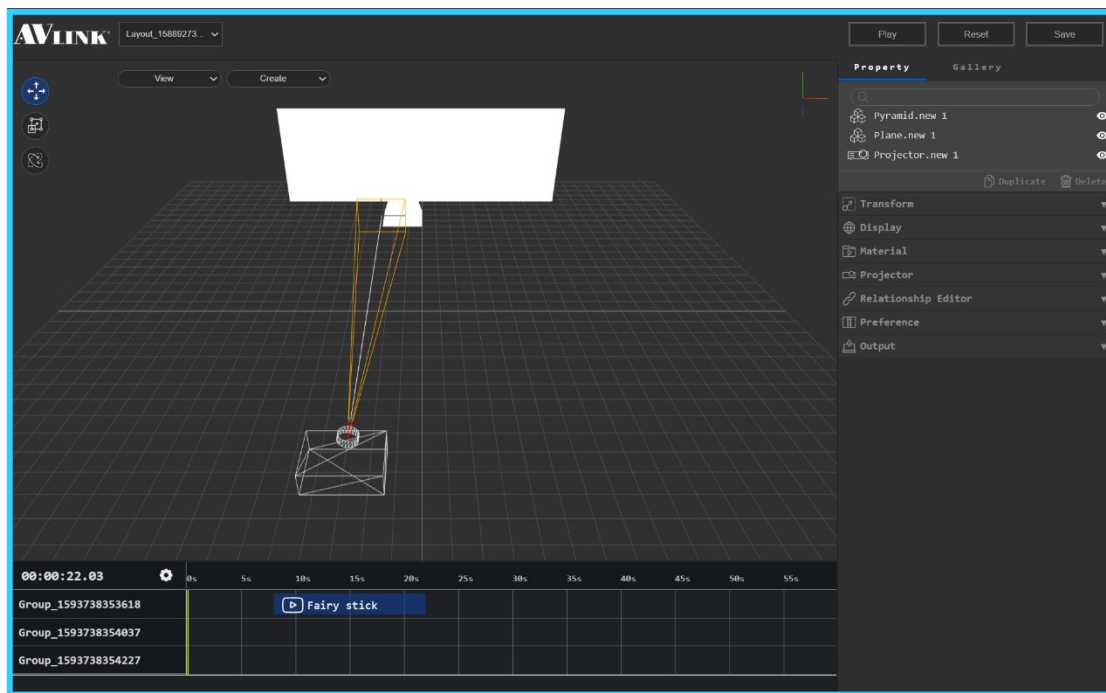 AVLINK
Layout_15889273...
Play
Reset
Save
View
Create
Property
Gallery
Pyramid.new 1
Plane.new 1
Projector.new 1
Duplicate
Delete
Transform
Display
Material
Projector
Relationship Editor
Preference
Output
00:00:22.03
0s 5s 10s 15s 20s 25s 30s 35s 40s 45s 50s 55s
Group_1593738353618
Fairy stick
Group_1593738354037
Group_1593738354227